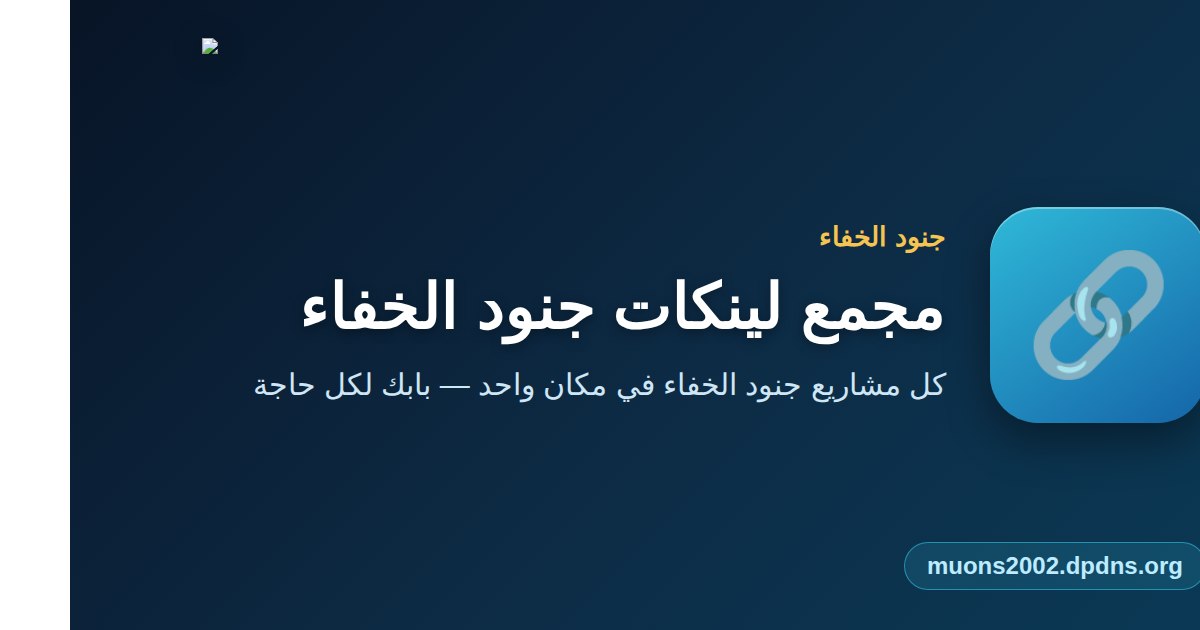 جنود الخفاء
مجمع لينكات جنود الخفاء
كل مشاريع جنود الخفاء في مكان واحد — بابك لكل حاجة
muons2002.dpdns.org